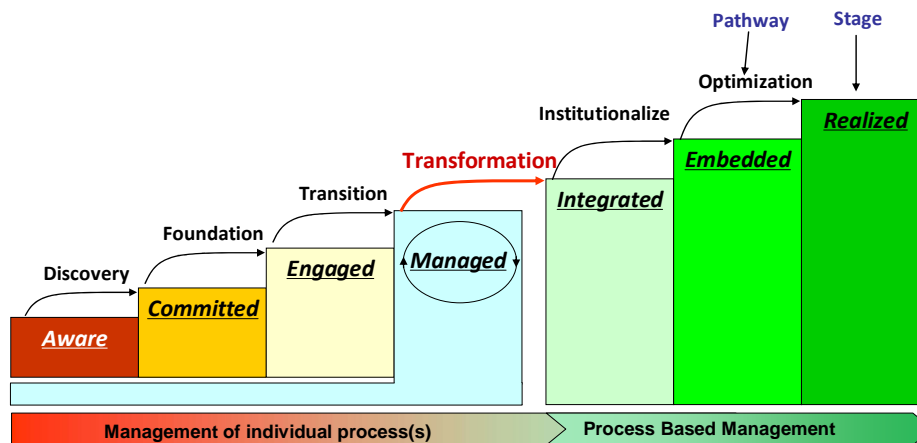 Pathway
Stage
Optimization
Institutionalize
Realized
Transformation
Embedded
Transition
Integrated
Foundation
Engaged
Managed
Discovery
Committed
Aware
Management of individual process(s)
Process Based Management